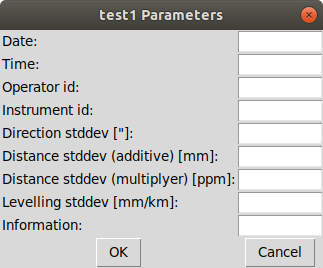 test1 Parameters
Date:
Time:
Operator id:
Instrument id:
Direction stddev ["]:
Distance stddev (additive) [mm]:
Distance stddev (multiplyer) [ppm]:
Levelling stddev [mm/km]:
Information:
OK Cancel